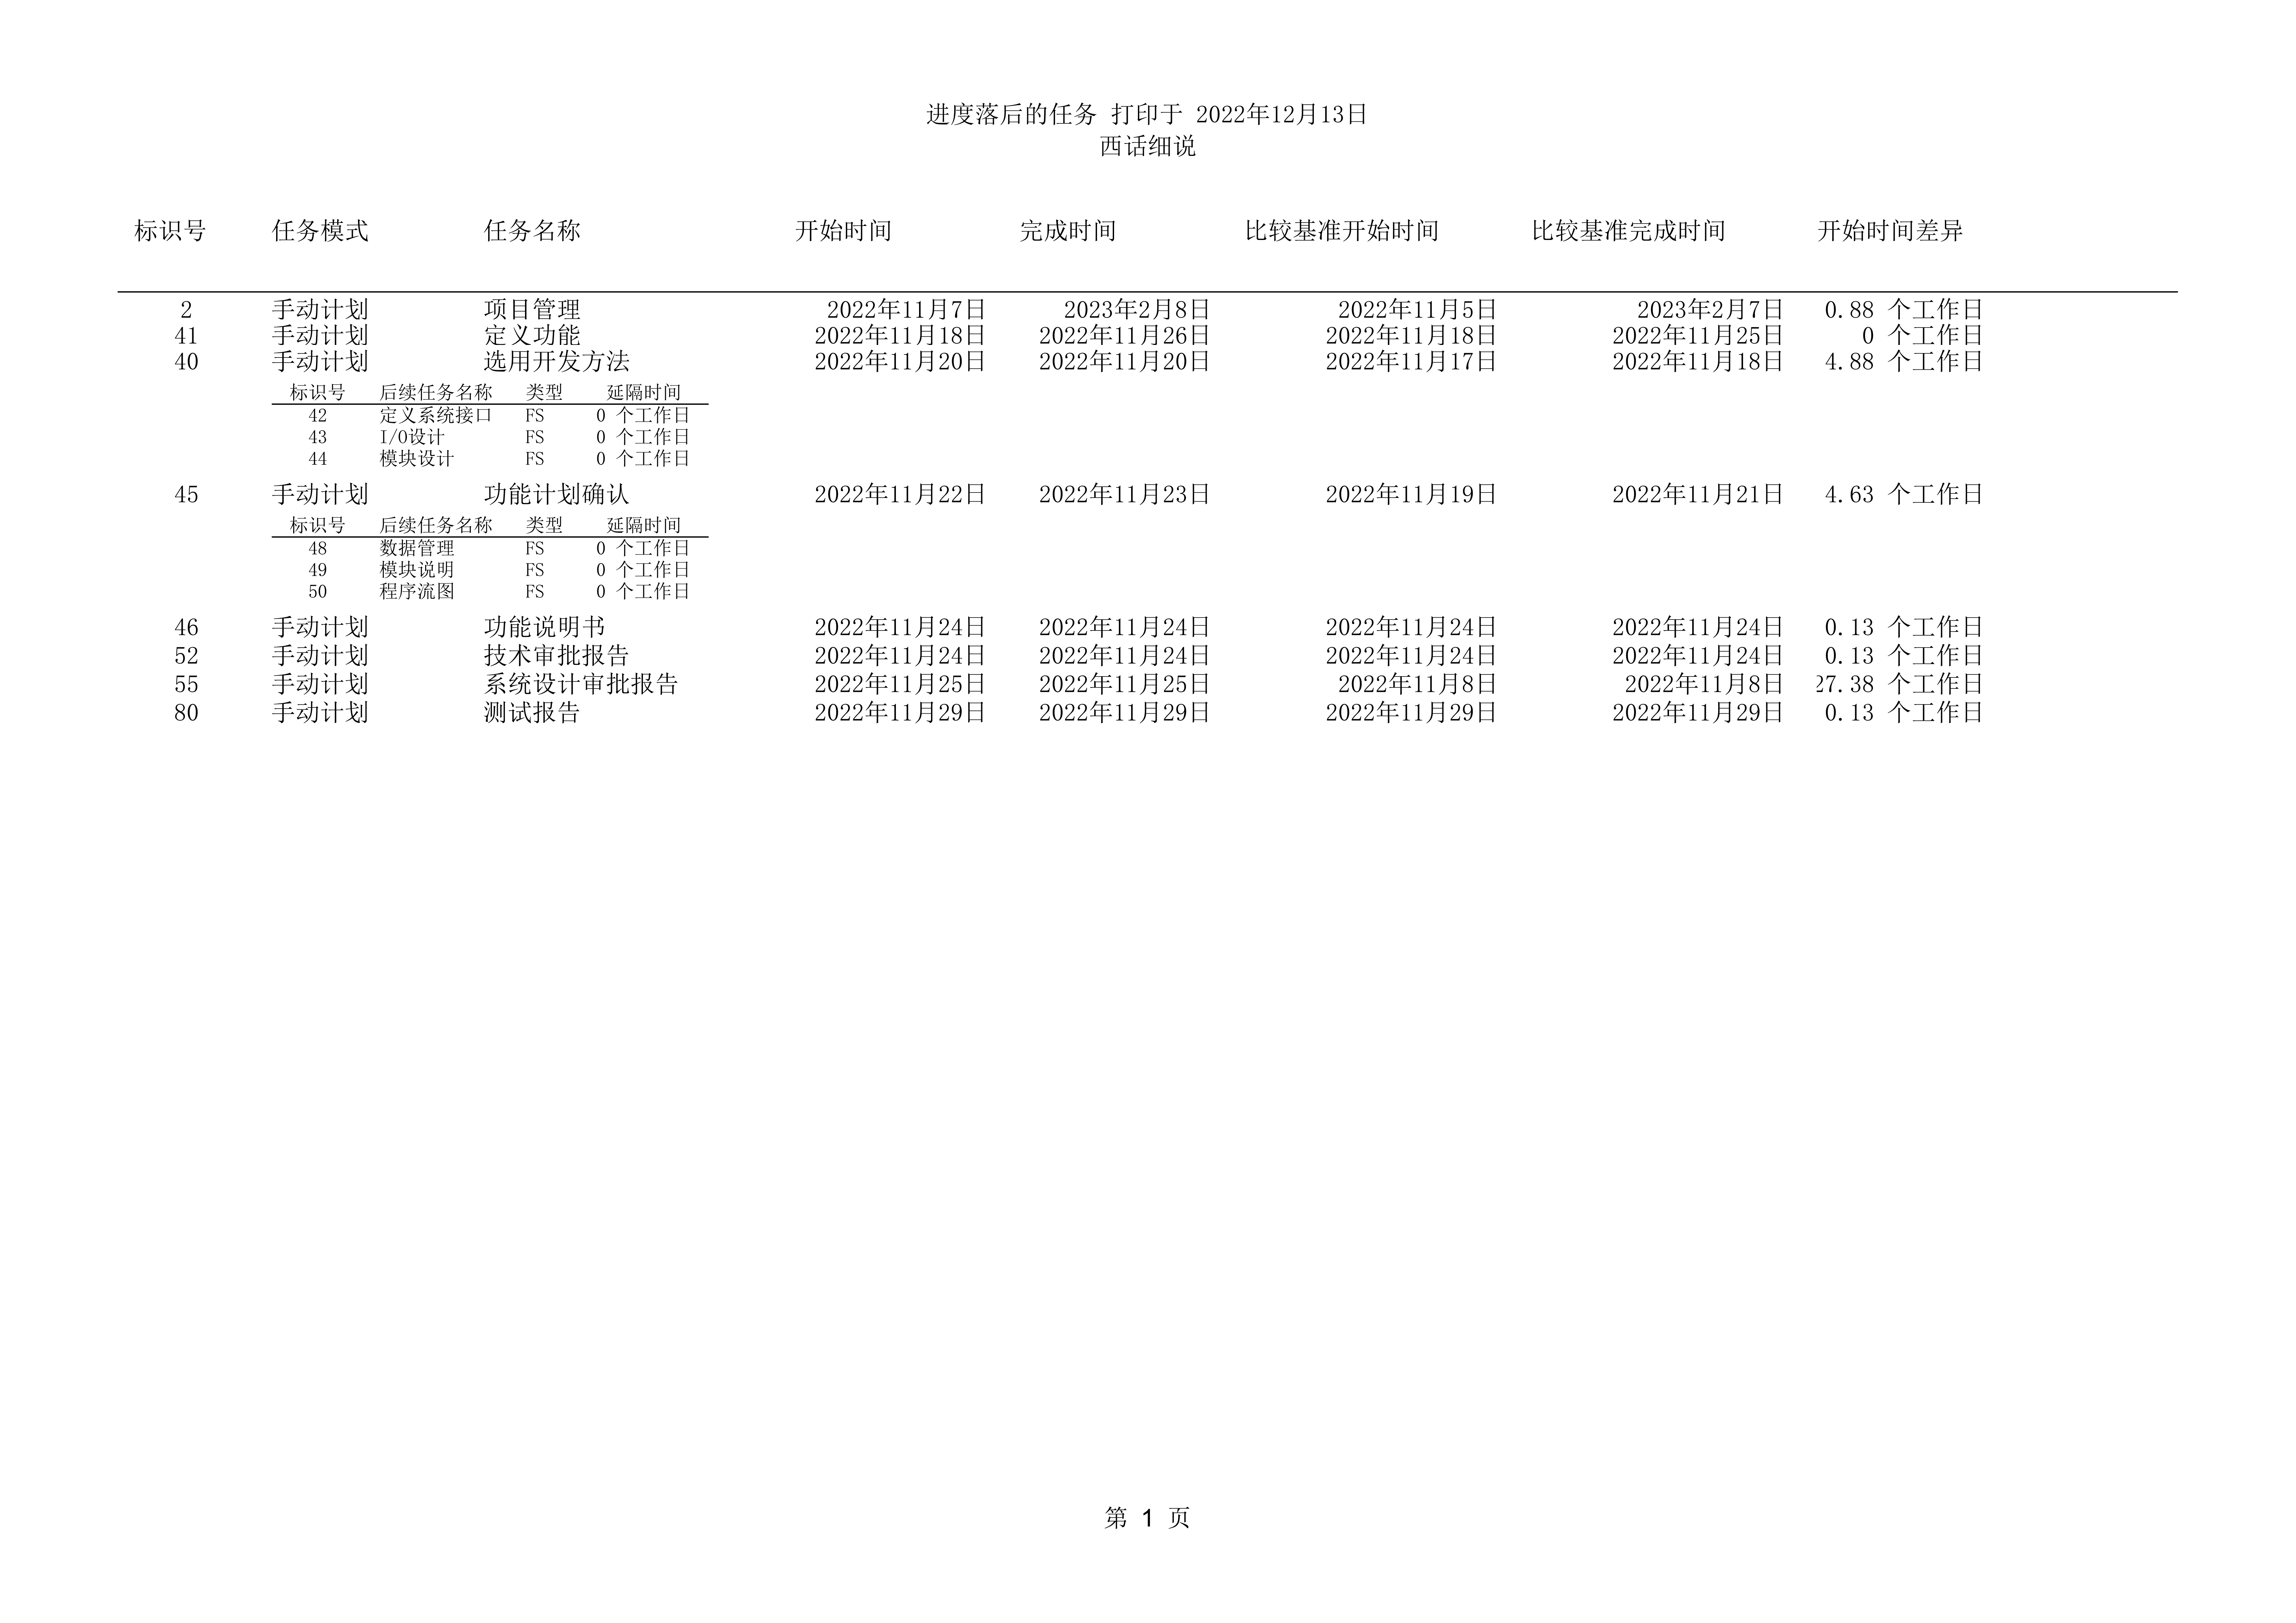 进度落后的任务 打印于 2022年12月13日
西话细说
标识号 任务模式 任务名称 开始时间 完成时间 比较基准开始时间 比较基准完成时间 开始时间差异
2 手动计划 项目管理 2022年11月7日 2023年2月8日 2022年11月5日 2023年2月7日 0.88 个工作日
41 手动计划 定义功能 2022年11月18日 2022年11月26日 2022年11月18日 2022年11月25日 0 个工作日
40 手动计划 选用开发方法 2022年11月20日 2022年11月20日 2022年11月17日 2022年11月18日 4.88 个工作日
标识号 后续任务名称 类型 延隔时间
42 定义系统接口 FS 0 个工作日
43 I/O设计 FS 0 个工作日
44 模块设计 FS 0 个工作日
45 手动计划 功能计划确认 2022年11月22日 2022年11月23日 2022年11月19日 2022年11月21日 4.63 个工作日
标识号 后续任务名称 类型 延隔时间
48 数据管理 FS 0 个工作日
49 模块说明 FS 0 个工作日
50 程序流图 FS 0 个工作日
46 手动计划 功能说明书 2022年11月24日 2022年11月24日 2022年11月24日 2022年11月24日 0.13 个工作日
52 手动计划 技术审批报告 2022年11月24日 2022年11月24日 2022年11月24日 2022年11月24日 0.13 个工作日
55 手动计划 系统设计审批报告 2022年11月25日 2022年11月25日 2022年11月8日 2022年11月8日 27.38 个工作日
80 手动计划 测试报告 2022年11月29日 2022年11月29日 2022年11月29日 2022年11月29日 0.13 个工作日
第 1 页